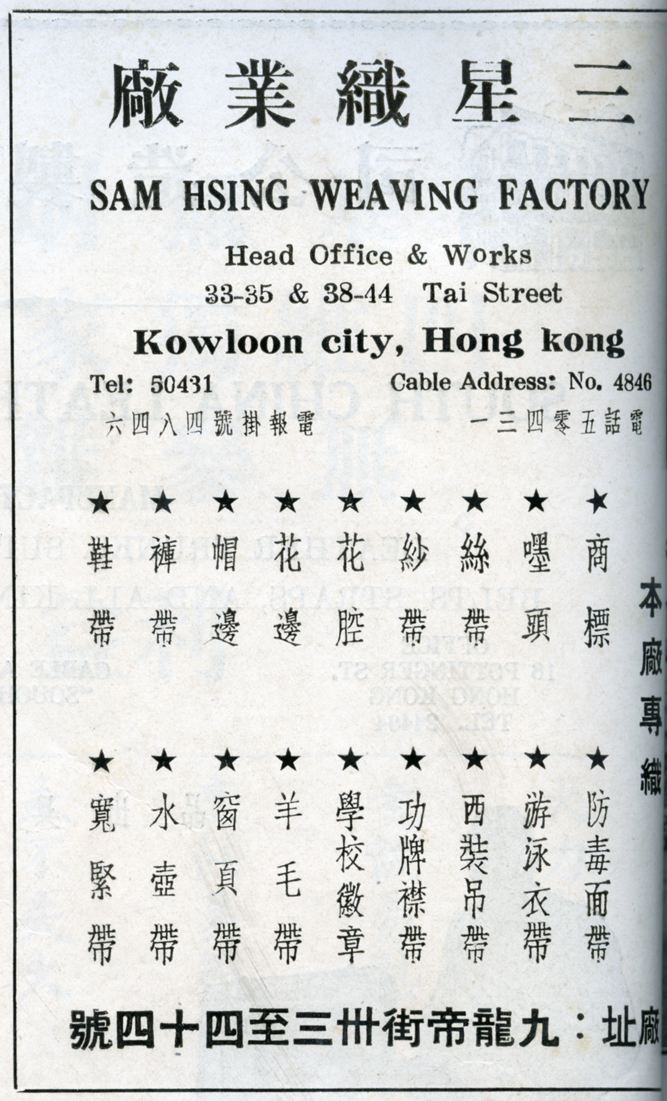 三星織業廠
SAM HSING WEAVING FACTORY
Head Office & Works
33-35 & 38-44 Tai Street
Kowloon city, Hong kong
Tel: 50431 Cable Address: No. 4846
電話五零四三一 電報掛號四八四六
本廠專織
★商標
★嚜頭
★絲帶
★紗帶
★花腔
★花邊
★帽邊
★褲帶
★鞋帶
★防毒面帶
★游泳衣帶
★西裝吊帶
★功牌襟帶
★學校徽章
★羊毛帶
★窗頁帶
★水壺帶
★寬緊帶
廠址：九龍帝街卅三至四十四號